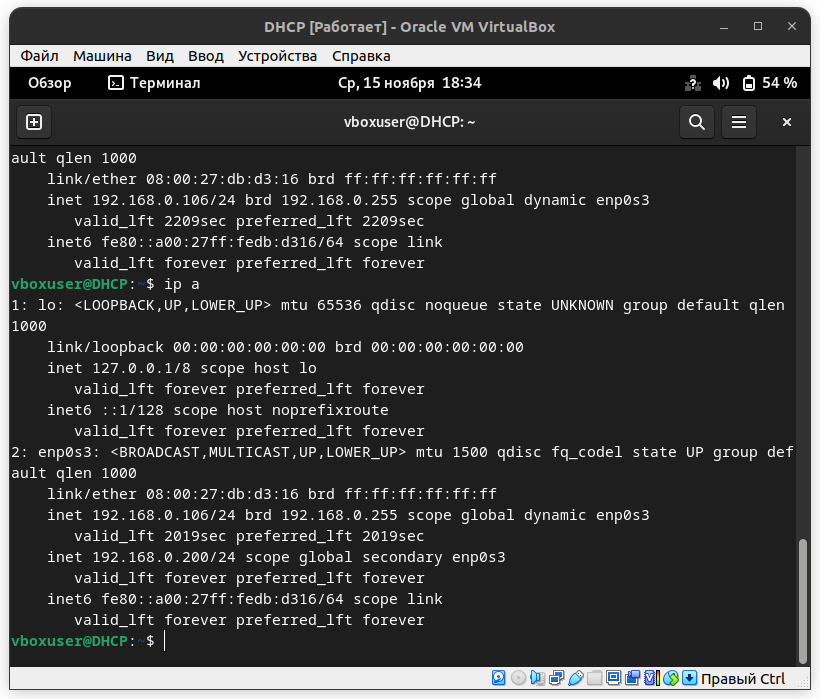 DHCP [Работает] - Oracle VM VirtualBox
Файл Машина Вид Ввод Устройства Справка
Обзор Терминал Ср, 15 ноября 18:34 54 %
vboxuser@DHCP: ~
ault qlen 1000
link/ether 08:00:27:db:d3:16 brd ff:ff:ff:ff:ff:ff
inet 192.168.0.106/24 brd 192.168.0.255 scope global dynamic enp0s3
valid_lft 2209sec preferred_lft 2209sec
inet6 fe80::a00:27ff:fedb:d316/64 scope link
valid_lft forever preferred_lft forever
vboxuser@DHCP:~$ ip a
1: lo: <LOOPBACK,UP,LOWER_UP> mtu 65536 qdisc noqueue state UNKNOWN group default qlen
1000
link/loopback 00:00:00:00:00:00 brd 00:00:00:00:00:00
inet 127.0.0.1/8 scope host lo
valid_lft forever preferred_lft forever
inet6 ::1/128 scope host noprefixroute
valid_lft forever preferred_lft forever
2: enp0s3: <BROADCAST,MULTICAST,UP,LOWER_UP> mtu 1500 qdisc fq_codel state UP group def
ault qlen 1000
link/ether 08:00:27:db:d3:16 brd ff:ff:ff:ff:ff:ff
inet 192.168.0.106/24 brd 192.168.0.255 scope global dynamic enp0s3
valid_lft 2019sec preferred_lft 2019sec
inet 192.168.0.200/24 scope global secondary enp0s3
valid_lft forever preferred_lft forever
inet6 fe80::a00:27ff:fedb:d316/64 scope link
valid_lft forever preferred_lft forever
vboxuser@DHCP:~$
Правый Ctrl